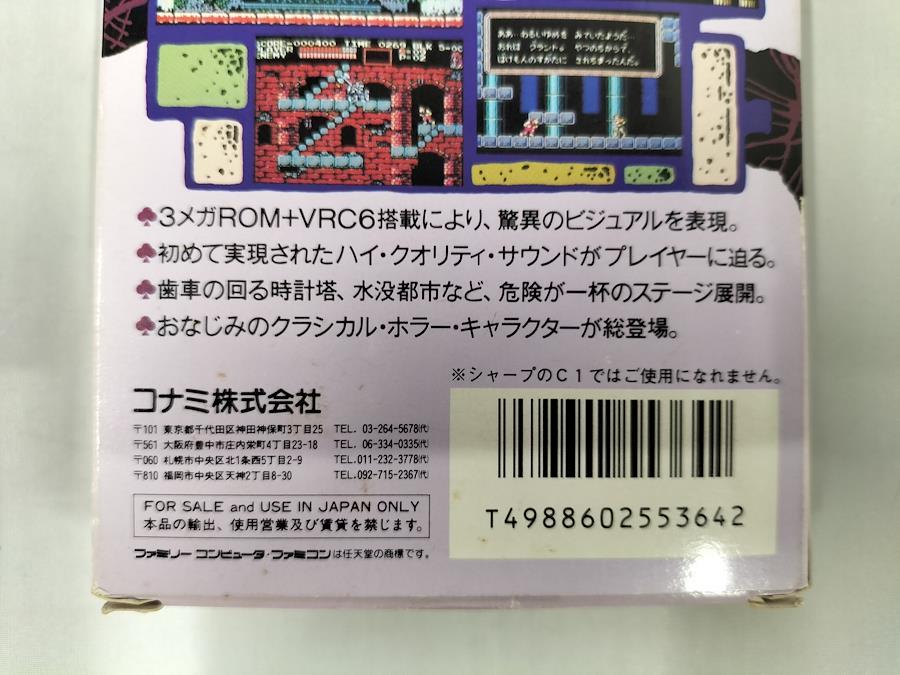 SCORE-000400 TIME 0269 BLK 5-00
PLAYER
ENEMY P-02
ああ、わるいゆめを みていたようだ…
おれは グラント。 やつのちからで、
ばけもののすがたに されちまったんだ。
♣3メガROM+VRC6搭載により、驚異のビジュアルを表現。
♣初めて実現されたハイ・クオリティ・サウンドがプレイヤーに迫る。
♣歯車の回る時計塔、水没都市など、危険が一杯のステージ展開。
♣おなじみのクラシカル・ホラー・キャラクターが総登場。
※シャープのC1ではご使用になれません。
コナミ株式会社
〒101 東京都千代田区神田神保町3丁目25 TEL. 03-264-5678(代)
〒561 大阪府豊中市庄内栄町4丁目23-18 TEL. 06-334-0335(代)
〒060 札幌市中央区北1条西5丁目2-9 TEL.011-232-3778(代)
〒810 福岡市中央区天神2丁目8-30 TEL.092-715-2367(代)
FOR SALE and USE IN JAPAN ONLY
本品の輸出、使用営業及び賃貸を禁じます。
ファミリーコンピュータ・ファミコンは任天堂の商標です。
T4988602553642